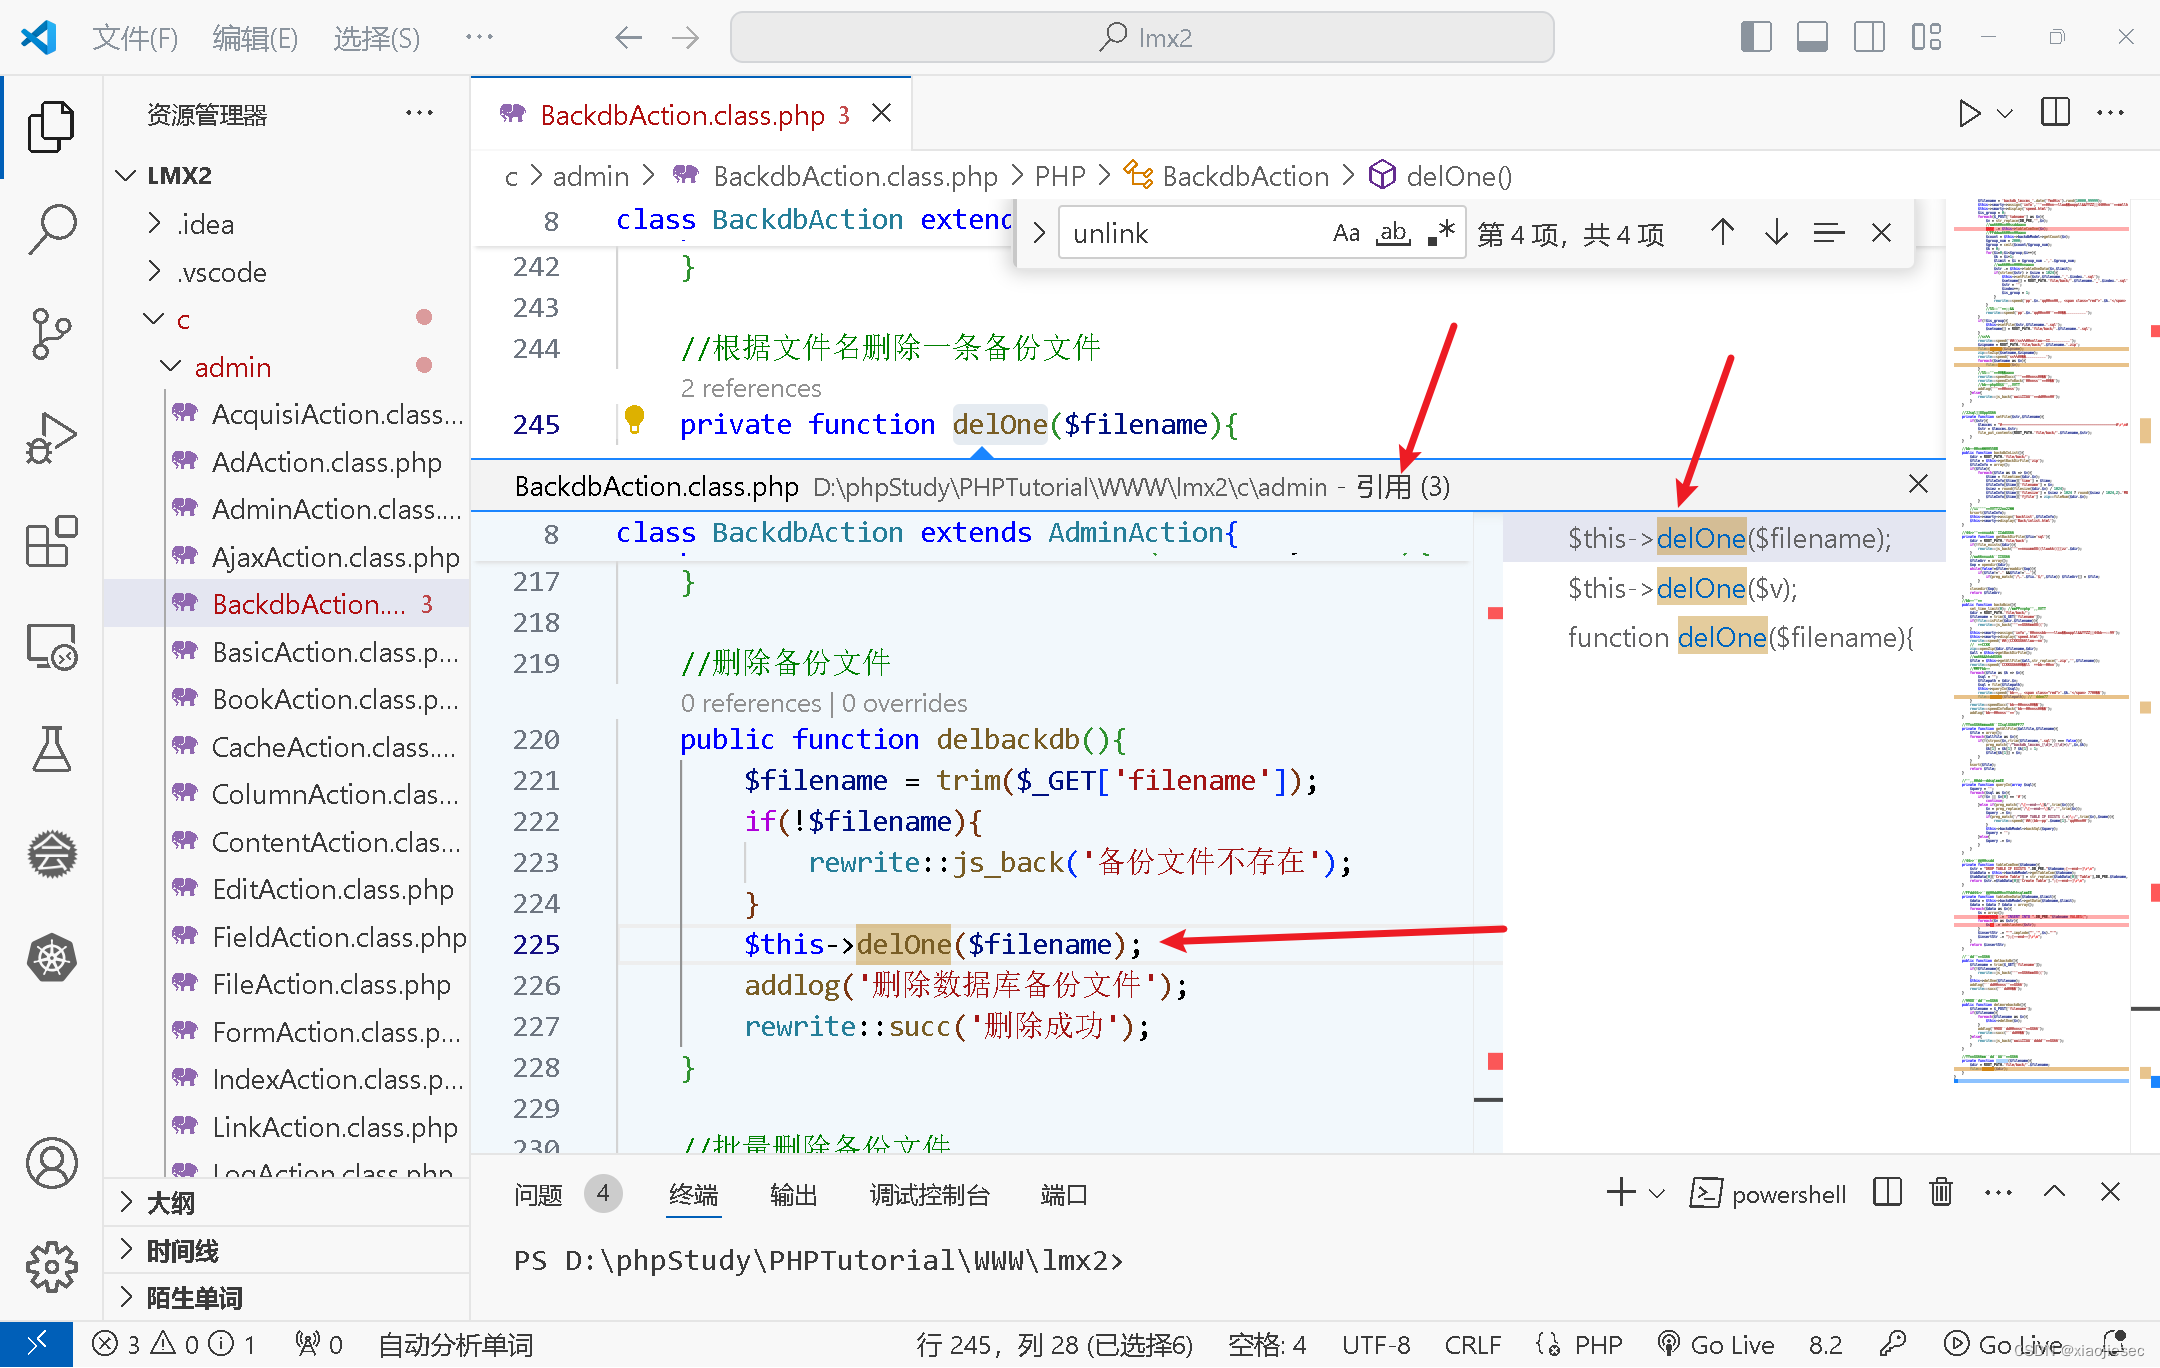 文件(F) 编辑(E) 选择(S) ··· lmx2
资源管理器 ···
LMX2
.idea
.vscode
c
admin
AcquisiAction.class...
AdAction.class.php
AdminAction.class....
AjaxAction.class.php
BackdbAction.... 3
BasicAction.class.p...
BookAction.class.p...
CacheAction.class....
ColumnAction.clas...
ContentAction.clas...
EditAction.class.php
FieldAction.class.php
FileAction.class.php
FormAction.class.p...
IndexAction.class.p...
LinkAction.class.php
LogAction.class.php
大纲
时间线
陌生单词
BackdbAction.class.php 3
c > admin > BackdbAction.class.php > PHP > BackdbAction > delOne()
8 class BackdbAction extends
unlink Aa ab .* 第 4 项, 共 4 项
242 }
243
244 //根据文件名删除一条备份文件
2 references
245 private function delOne($filename){
BackdbAction.class.php D:\phpStudy\PHPTutorial\WWW\lmx2\c\admin - 引用 (3)
8 class BackdbAction extends AdminAction{
217 }
218
219 //删除备份文件
0 references | 0 overrides
220 public function delbackdb(){
221 $filename = trim($_GET['filename']);
222 if(!$filename){
223 rewrite::js_back('备份文件不存在');
224 }
225 $this->delOne($filename);
226 addlog('删除数据库备份文件');
227 rewrite::succ('删除成功');
228 }
229
230 //批量删除备份文件
$this->delOne($filename);
$this->delOne($v);
function delOne($filename){
问题 4 终端 输出 调试控制台 端口 powershell
PS D:\phpStudy\PHPTutorial\WWW\lmx2>
3 0 1 0 自动分析单词 行 245, 列 28 (已选择6) 空格: 4 UTF-8 CRLF PHP Go Live 8.2 Go Live
CSDN @xiaojiesec